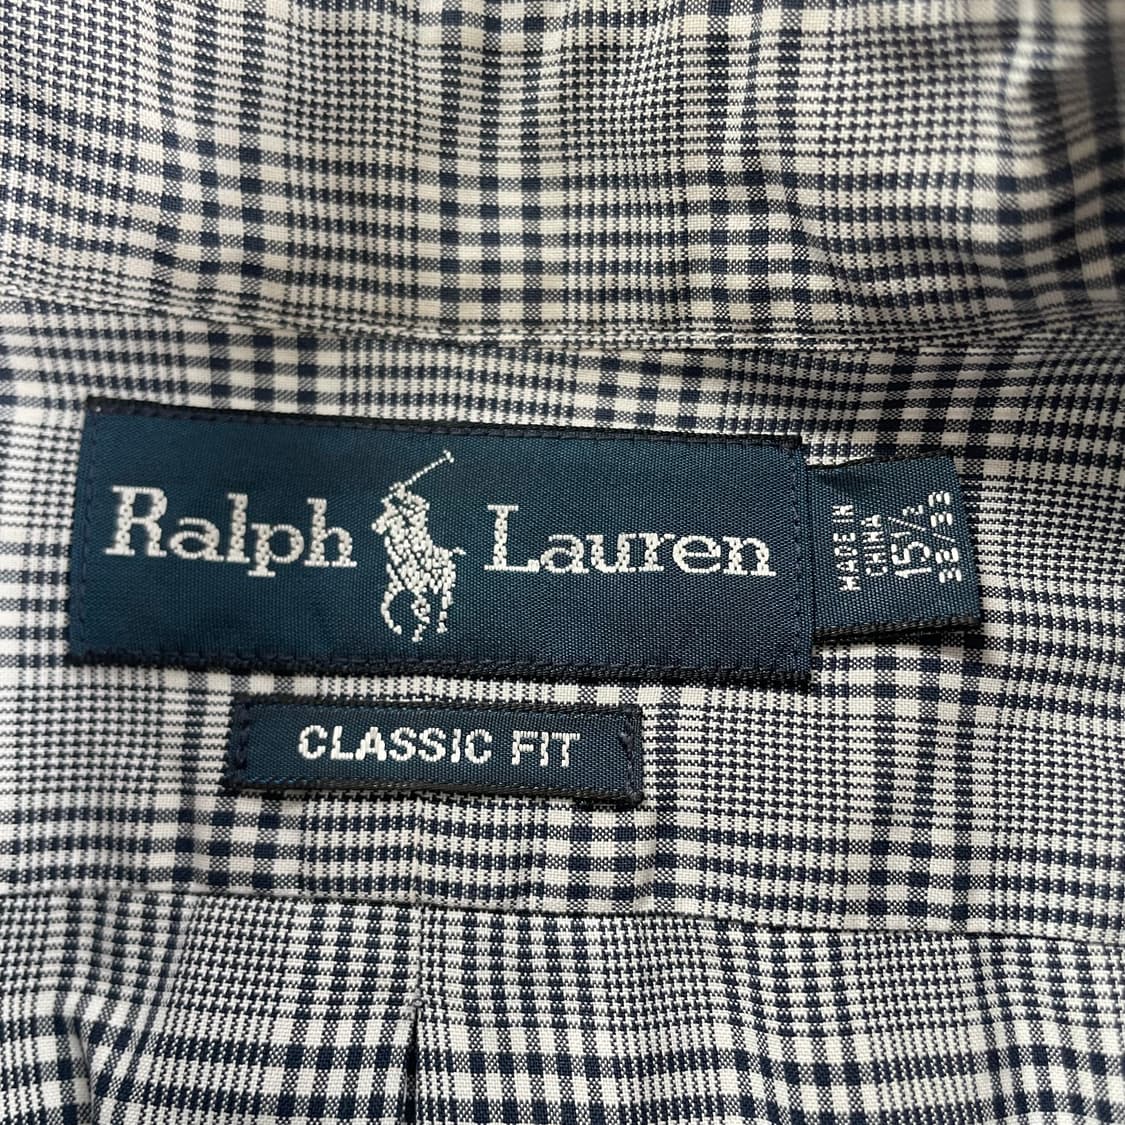 Ralph Lauren
MADE IN
CHINA
15½
32/33
CLASSIC FIT